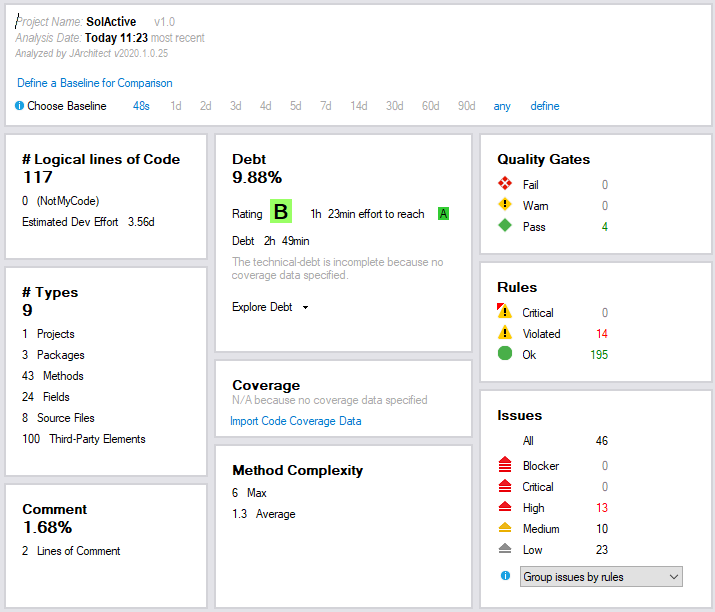 Project Name: SolActive v1.0
Analysis Date: Today 11:23 most recent
Analyzed by JArchitect v2020.1.0.25
Define a Baseline for Comparison
Choose Baseline 48s 1d 2d 3d 4d 5d 7d 14d 30d 60d 90d any define
# Logical lines of Code
117
0 (NotMyCode)
Estimated Dev Effort 3.56d
# Types
9
1 Projects
3 Packages
43 Methods
24 Fields
8 Source Files
100 Third-Party Elements
Comment
1.68%
2 Lines of Comment
Debt
9.88%
Rating B 1h 23min effort to reach A
Debt 2h 49min
The technical-debt is incomplete because no
coverage data specified.
Explore Debt
Coverage
N/A because no coverage data specified
Import Code Coverage Data
Method Complexity
6 Max
1.3 Average
Quality Gates
Fail 0
Warn 0
Pass 4
Rules
Critical 0
Violated 14
Ok 195
Issues
All 46
Blocker 0
Critical 0
High 13
Medium 10
Low 23
Group issues by rules